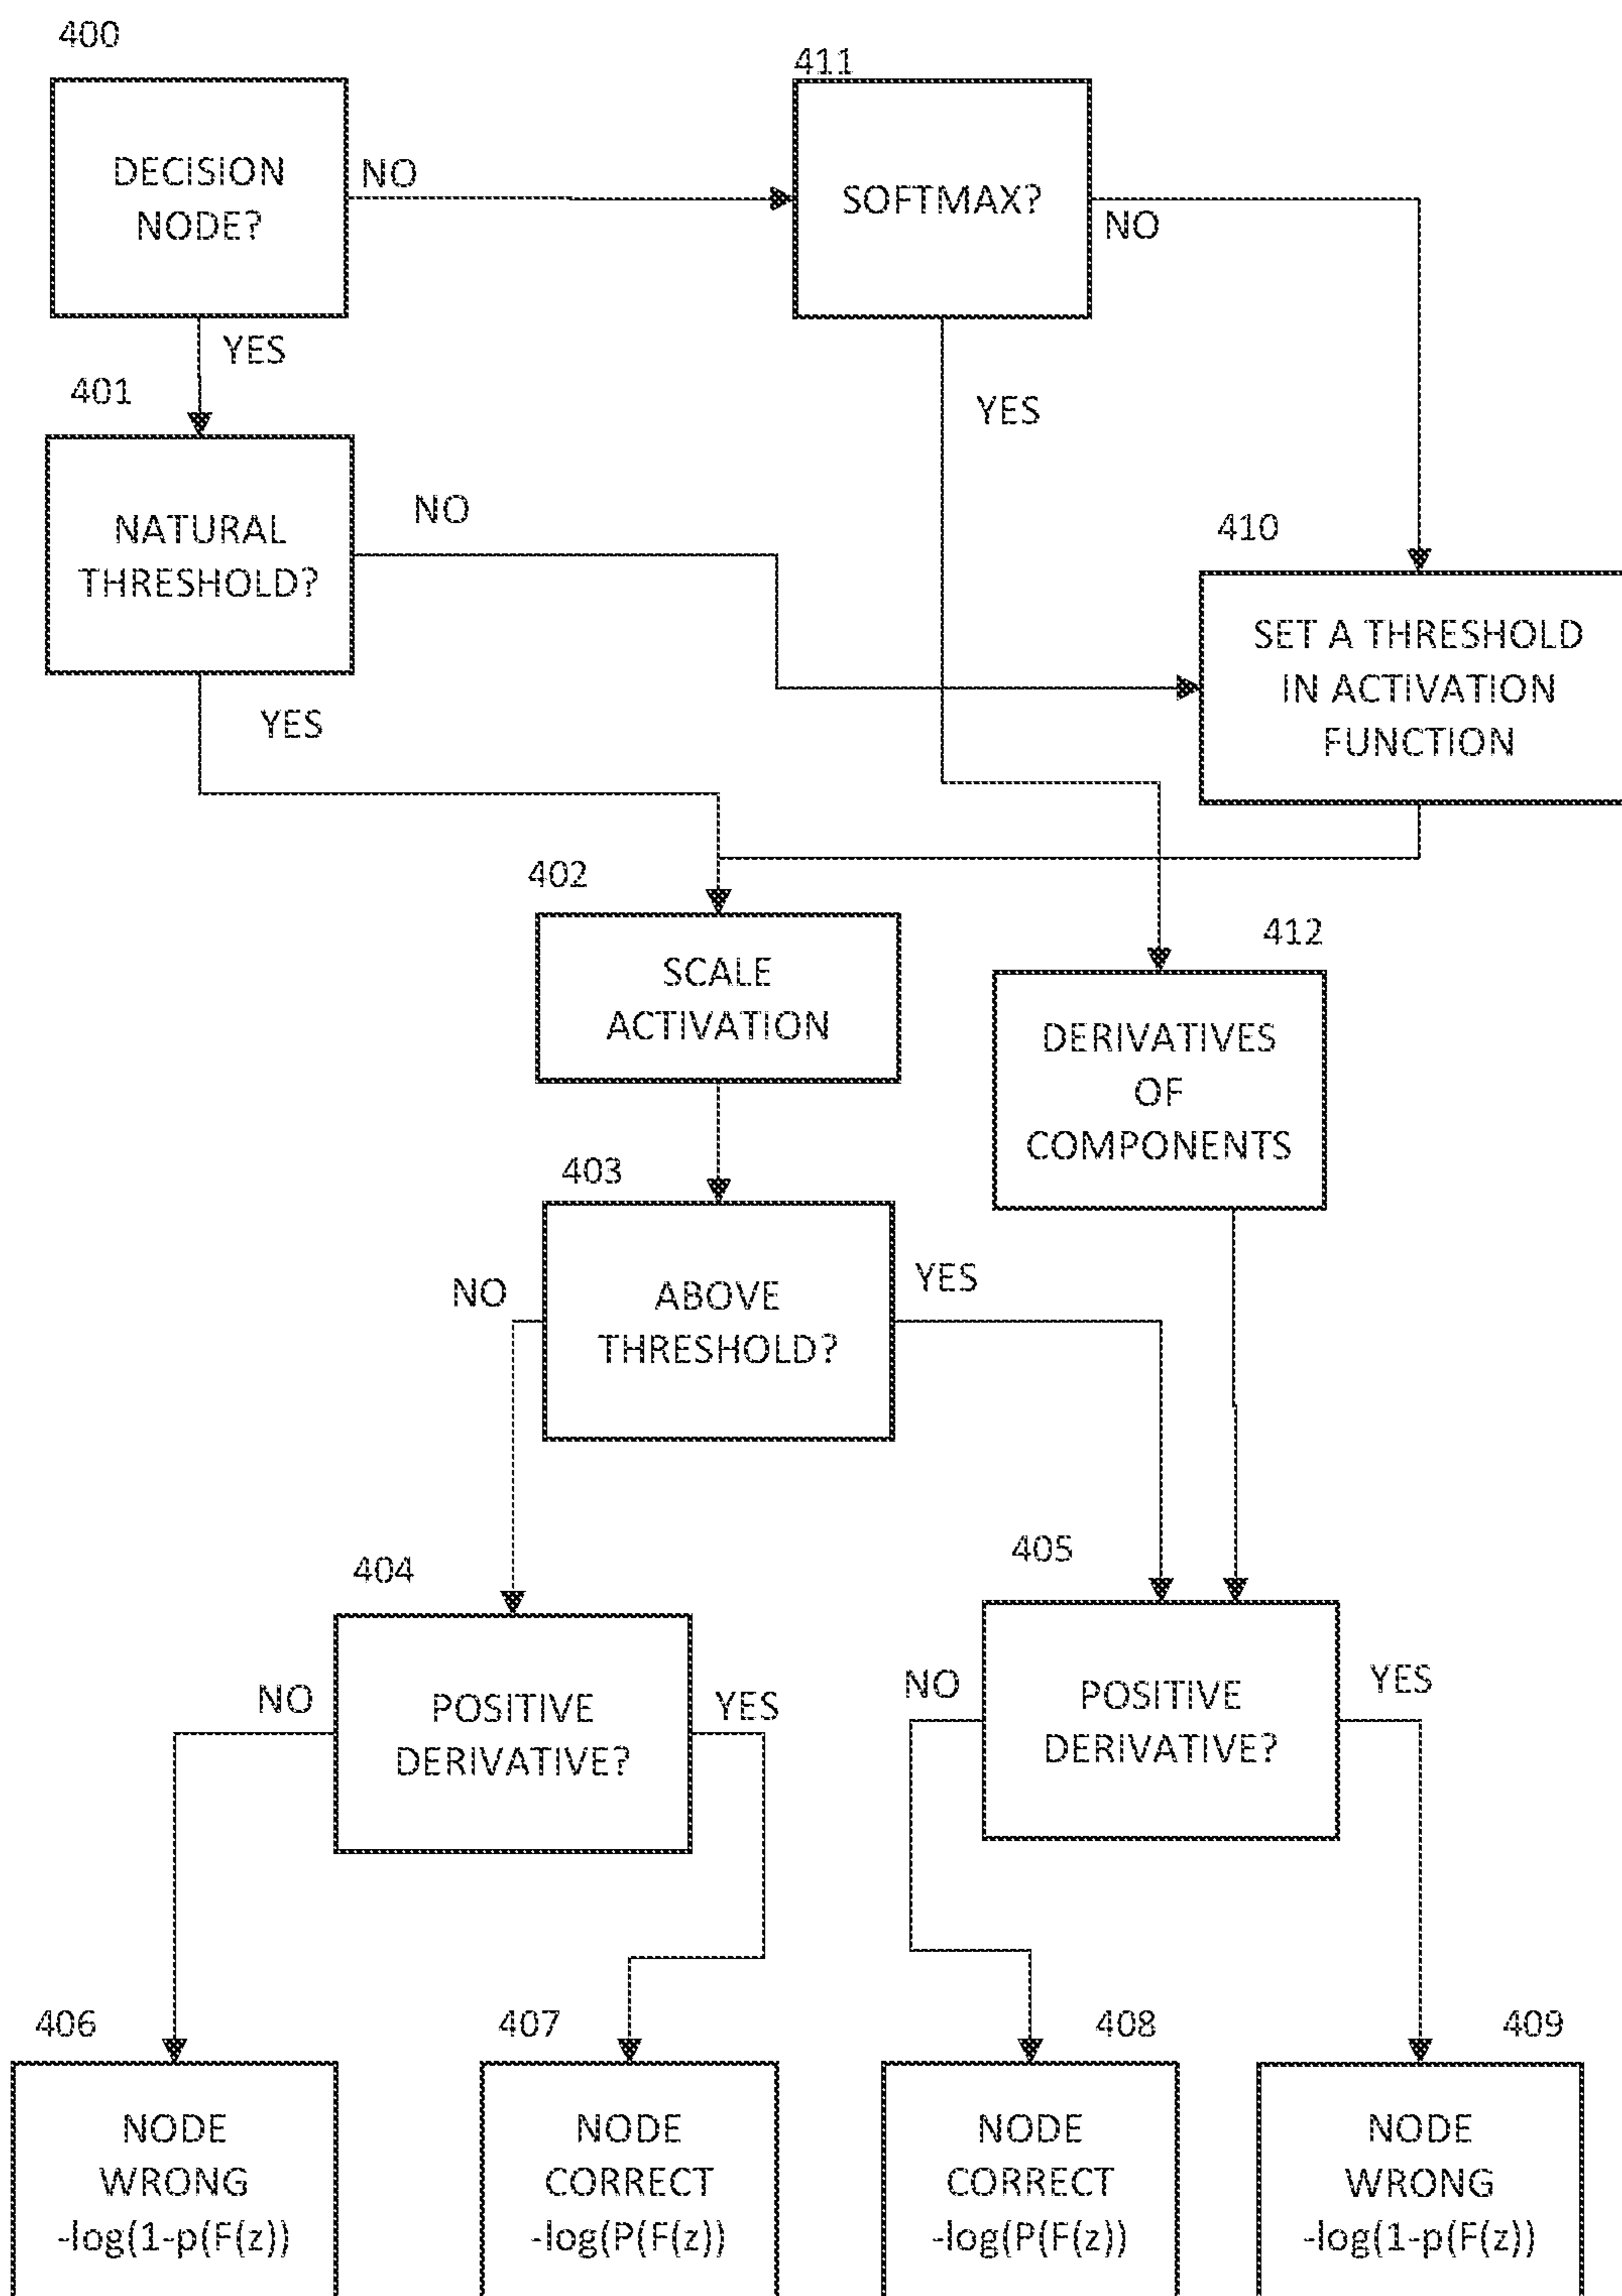 400
DECISION
NODE?
NO
411
SOFTMAX?
NO
YES
401
NATURAL
THRESHOLD?
NO
YES
YES
410
SET A THRESHOLD
IN ACTIVATION
FUNCTION
402
SCALE
ACTIVATION
412
DERIVATIVES
OF
COMPONENTS
403
ABOVE
THRESHOLD?
NO
YES
404
POSITIVE
DERIVATIVE?
NO
YES
405
POSITIVE
DERIVATIVE?
NO
YES
406
NODE
WRONG
-log(1-p(F(z))
407
NODE
CORRECT
-log(P(F(z))
408
NODE
CORRECT
-log(P(F(z))
409
NODE
WRONG
-log(1-p(F(z))